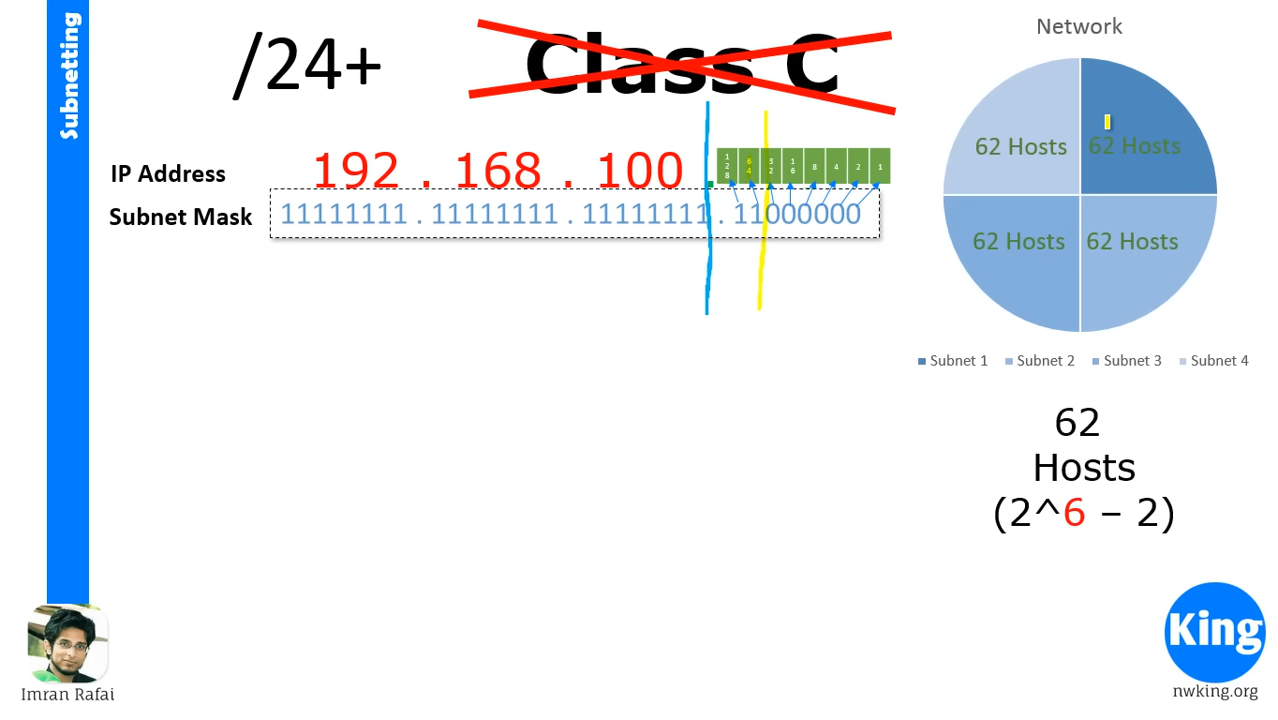 Subnetting
/24+
Class C
IP Address
192 . 168 . 100 .
128 64 32 16 8 4 2 1
Subnet Mask
11111111 . 11111111 . 11111111 . 11000000
Network
62 Hosts
62 Hosts
62 Hosts
62 Hosts
Subnet 1 Subnet 2 Subnet 3 Subnet 4
62
Hosts
(2^6 – 2)
Imran Rafai
King
nwking.org